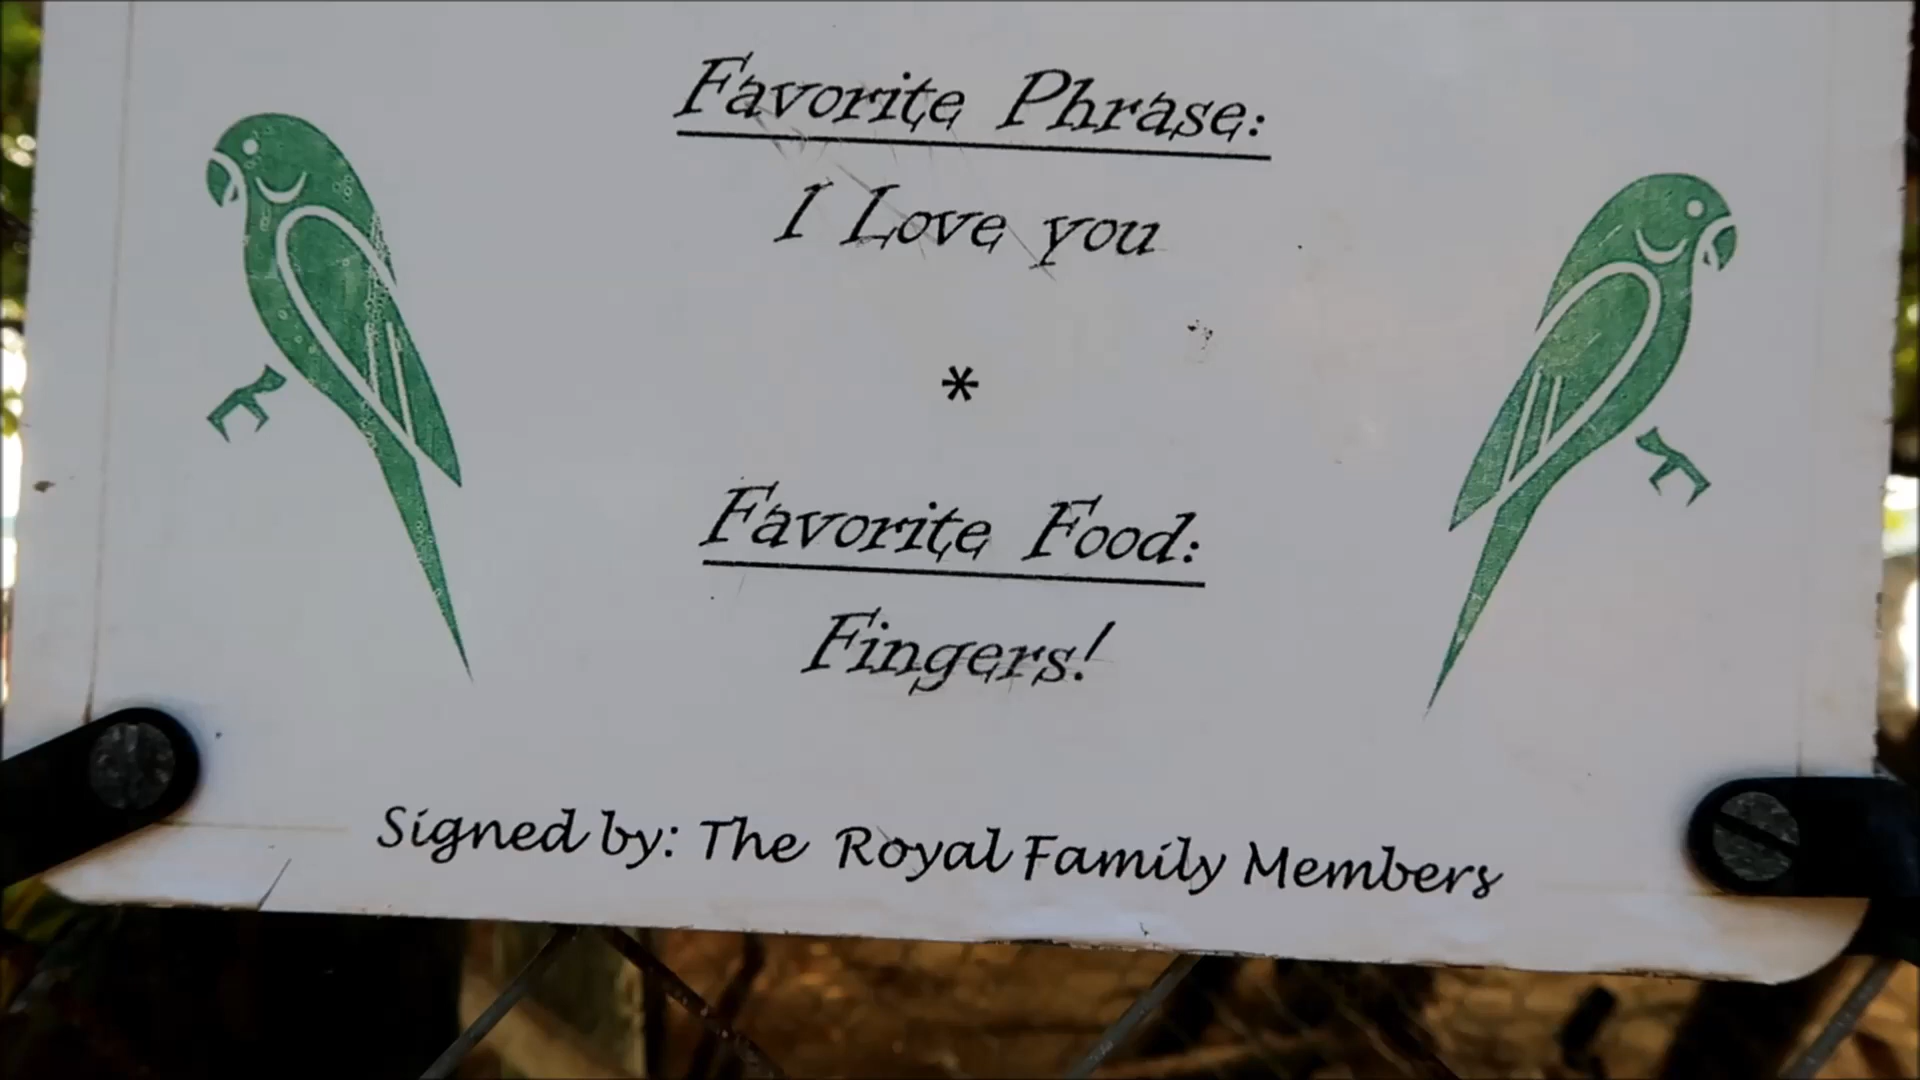 Favorite Phrase:
I Love you
*
Favorite Food:
Fingers!
Signed by: The Royal Family Members